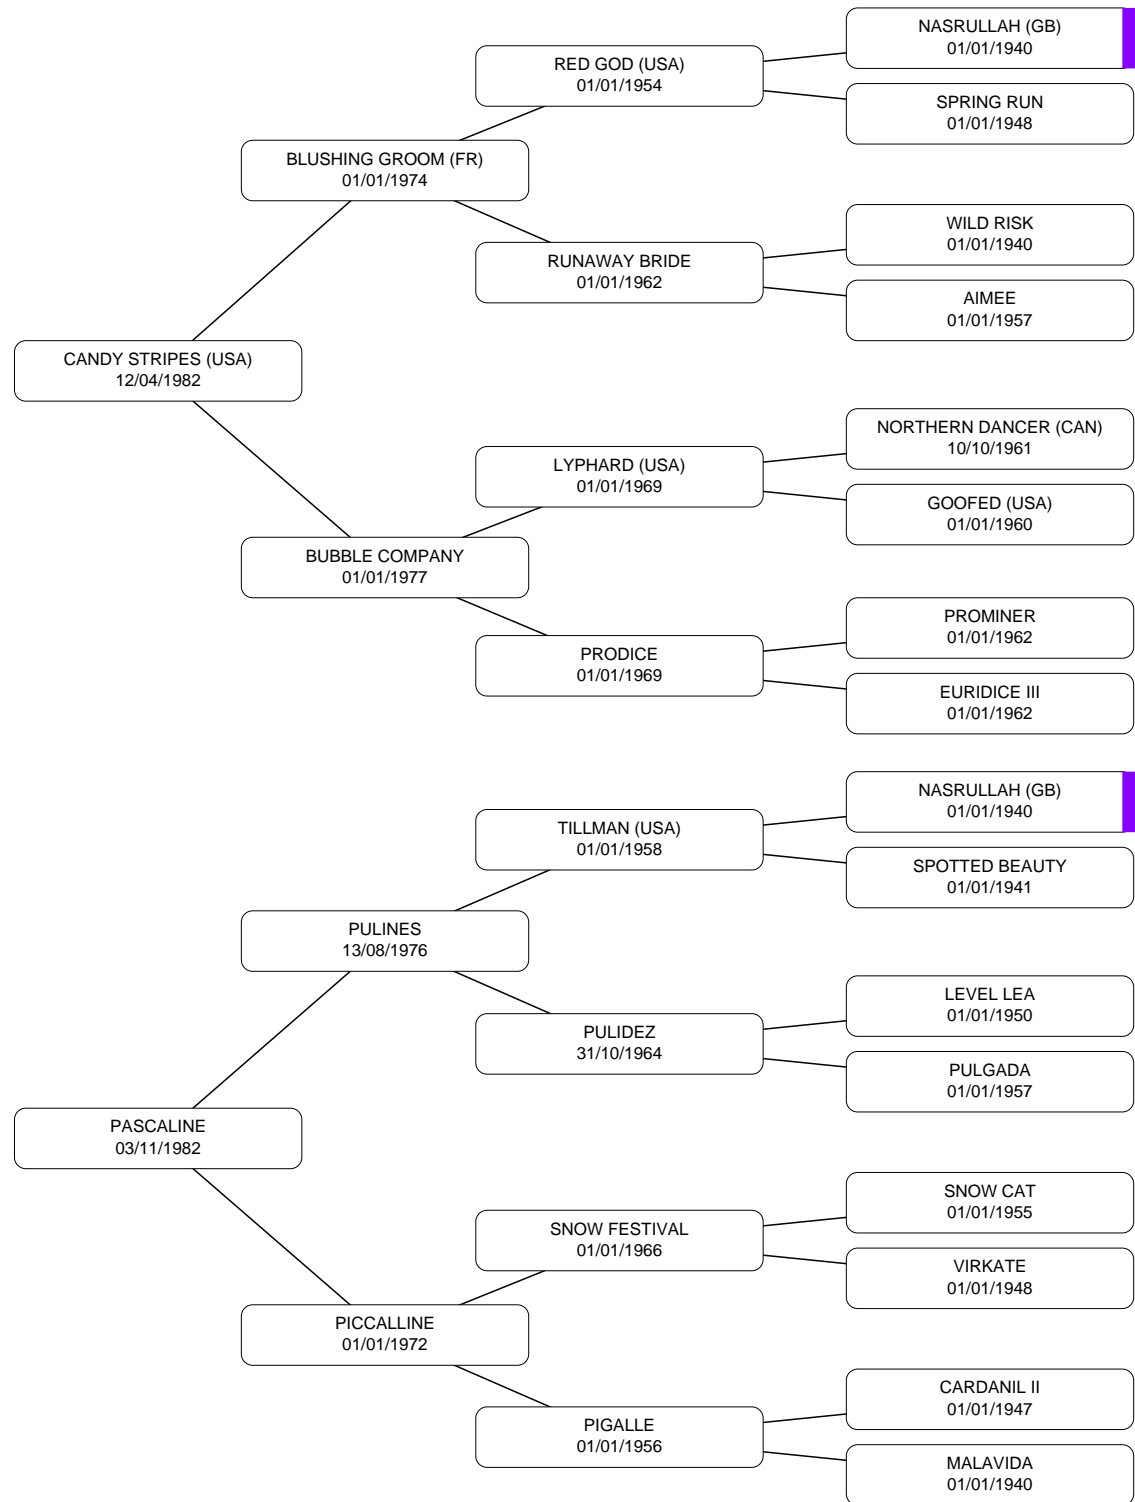 NASRULLAH (GB)
01/01/1940
RED GOD (USA)
01/01/1954
SPRING RUN
01/01/1948
BLUSHING GROOM (FR)
01/01/1974
WILD RISK
01/01/1940
RUNAWAY BRIDE
01/01/1962
AIMEE
01/01/1957
CANDY STRIPES (USA)
12/04/1982
NORTHERN DANCER (CAN)
10/10/1961
LYPHARD (USA)
01/01/1969
GOOFED (USA)
01/01/1960
BUBBLE COMPANY
01/01/1977
PROMINER
01/01/1962
PRODICE
01/01/1969
EURIDICE III
01/01/1962
NASRULLAH (GB)
01/01/1940
TILLMAN (USA)
01/01/1958
SPOTTED BEAUTY
01/01/1941
PULINES
13/08/1976
LEVEL LEA
01/01/1950
PULIDEZ
31/10/1964
PULGADA
01/01/1957
PASCALINE
03/11/1982
SNOW CAT
01/01/1955
SNOW FESTIVAL
01/01/1966
VIRKATE
01/01/1948
PICCALLINE
01/01/1972
CARDANIL II
01/01/1947
PIGALLE
01/01/1956
MALAVIDA
01/01/1940